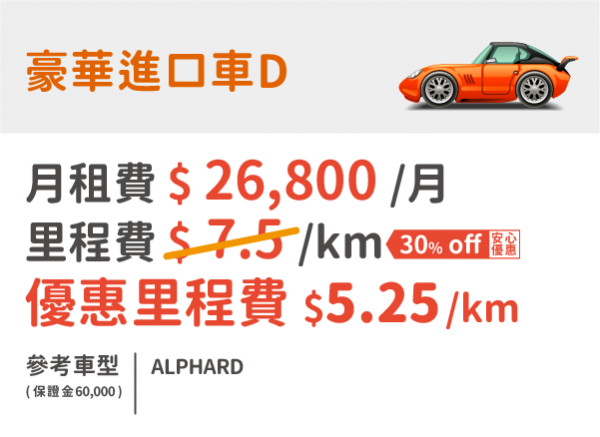 豪華進口車D
月租費 $ 26,800 /月
里程費 $ 7.5 /km 30% off 安心優惠
優惠里程費 $5.25/km
參考車型 ALPHARD
(保證金60,000)